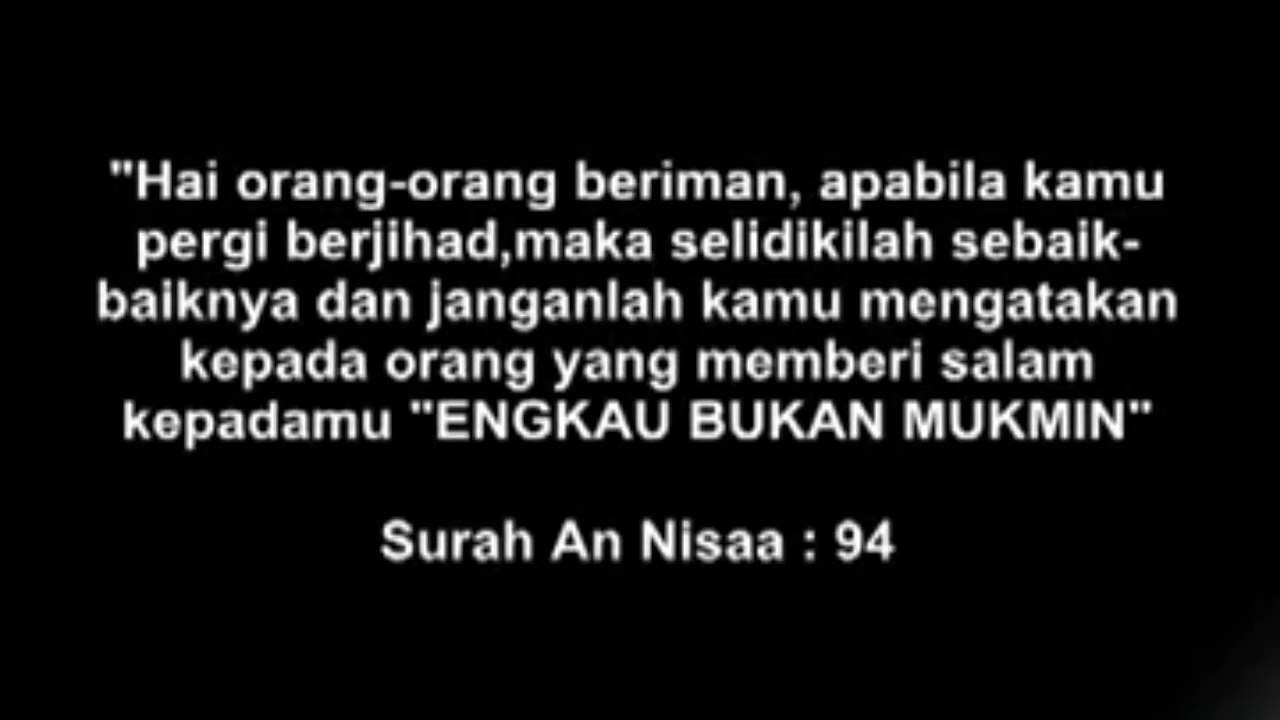 "Hai orang-orang beriman, apabila kamu
pergi berjihad,maka selidikilah sebaik-
baiknya dan janganlah kamu mengatakan
kepada orang yang memberi salam
kepadamu "ENGKAU BUKAN MUKMIN"
Surah An Nisaa : 94